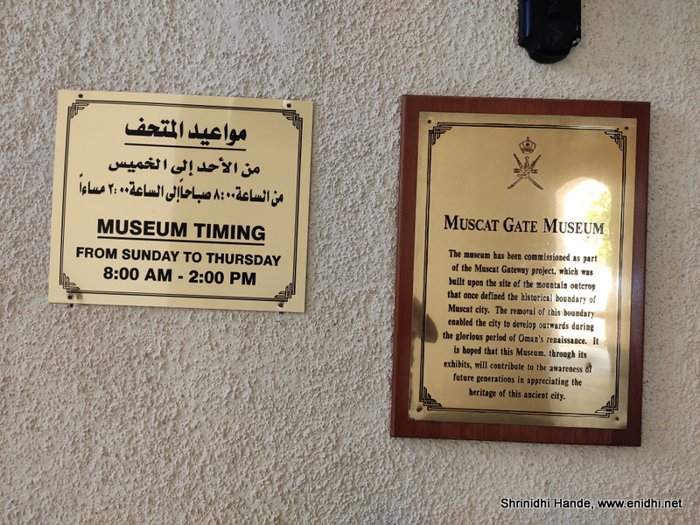 مواعيد المتحف
من الأحد إلى الخميس
من الساعة ٨:٠٠ صباحاً إلى الساعة ٢:٠٠ مساءاً
MUSEUM TIMING
FROM SUNDAY TO THURSDAY
8:00 AM - 2:00 PM
MUSCAT GATE MUSEUM
The museum has been commissioned as part
of the Muscat Gateway project, which was
built upon the site of the mountain outcrop
that once defined the historical boundary of
Muscat city. The removal of this boundary
enabled the city to develop outwards during
the glorious period of Oman's renaissance. It
is hoped that this Museum, through its
exhibits, will contribute to the awareness of
future generations in appreciating the
heritage of this ancient city.
Shrinidhi Hande, www.enidhi.net